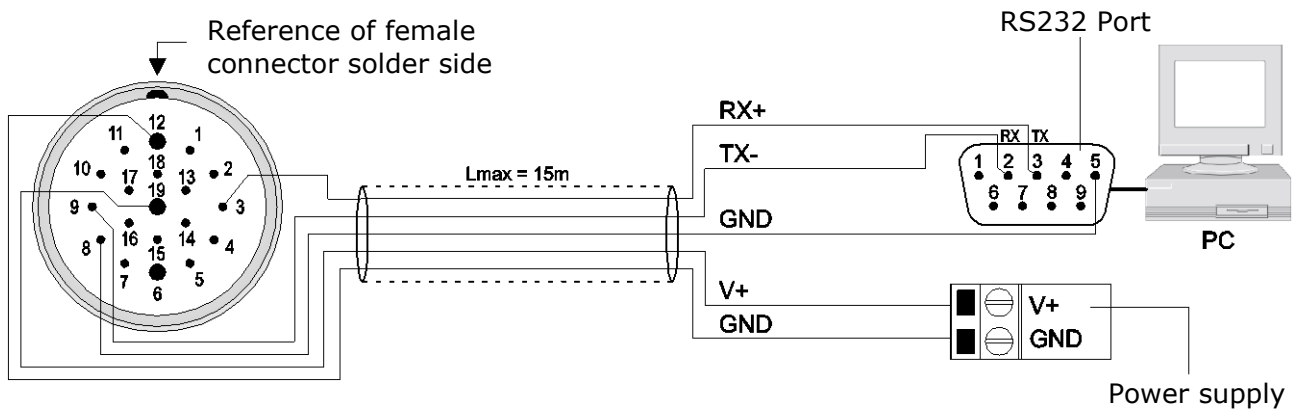 Reference of female
connector solder side
12
11
1
10
18
2
17
13
19
9
3
16
14
8
15
4
7
5
6
Lmax = 15m
RX+
TX-
GND
V+
GND
RS232 Port
RX TX
1 2 3 4 5
6 7 8 9
PC
V+
GND
Power supply